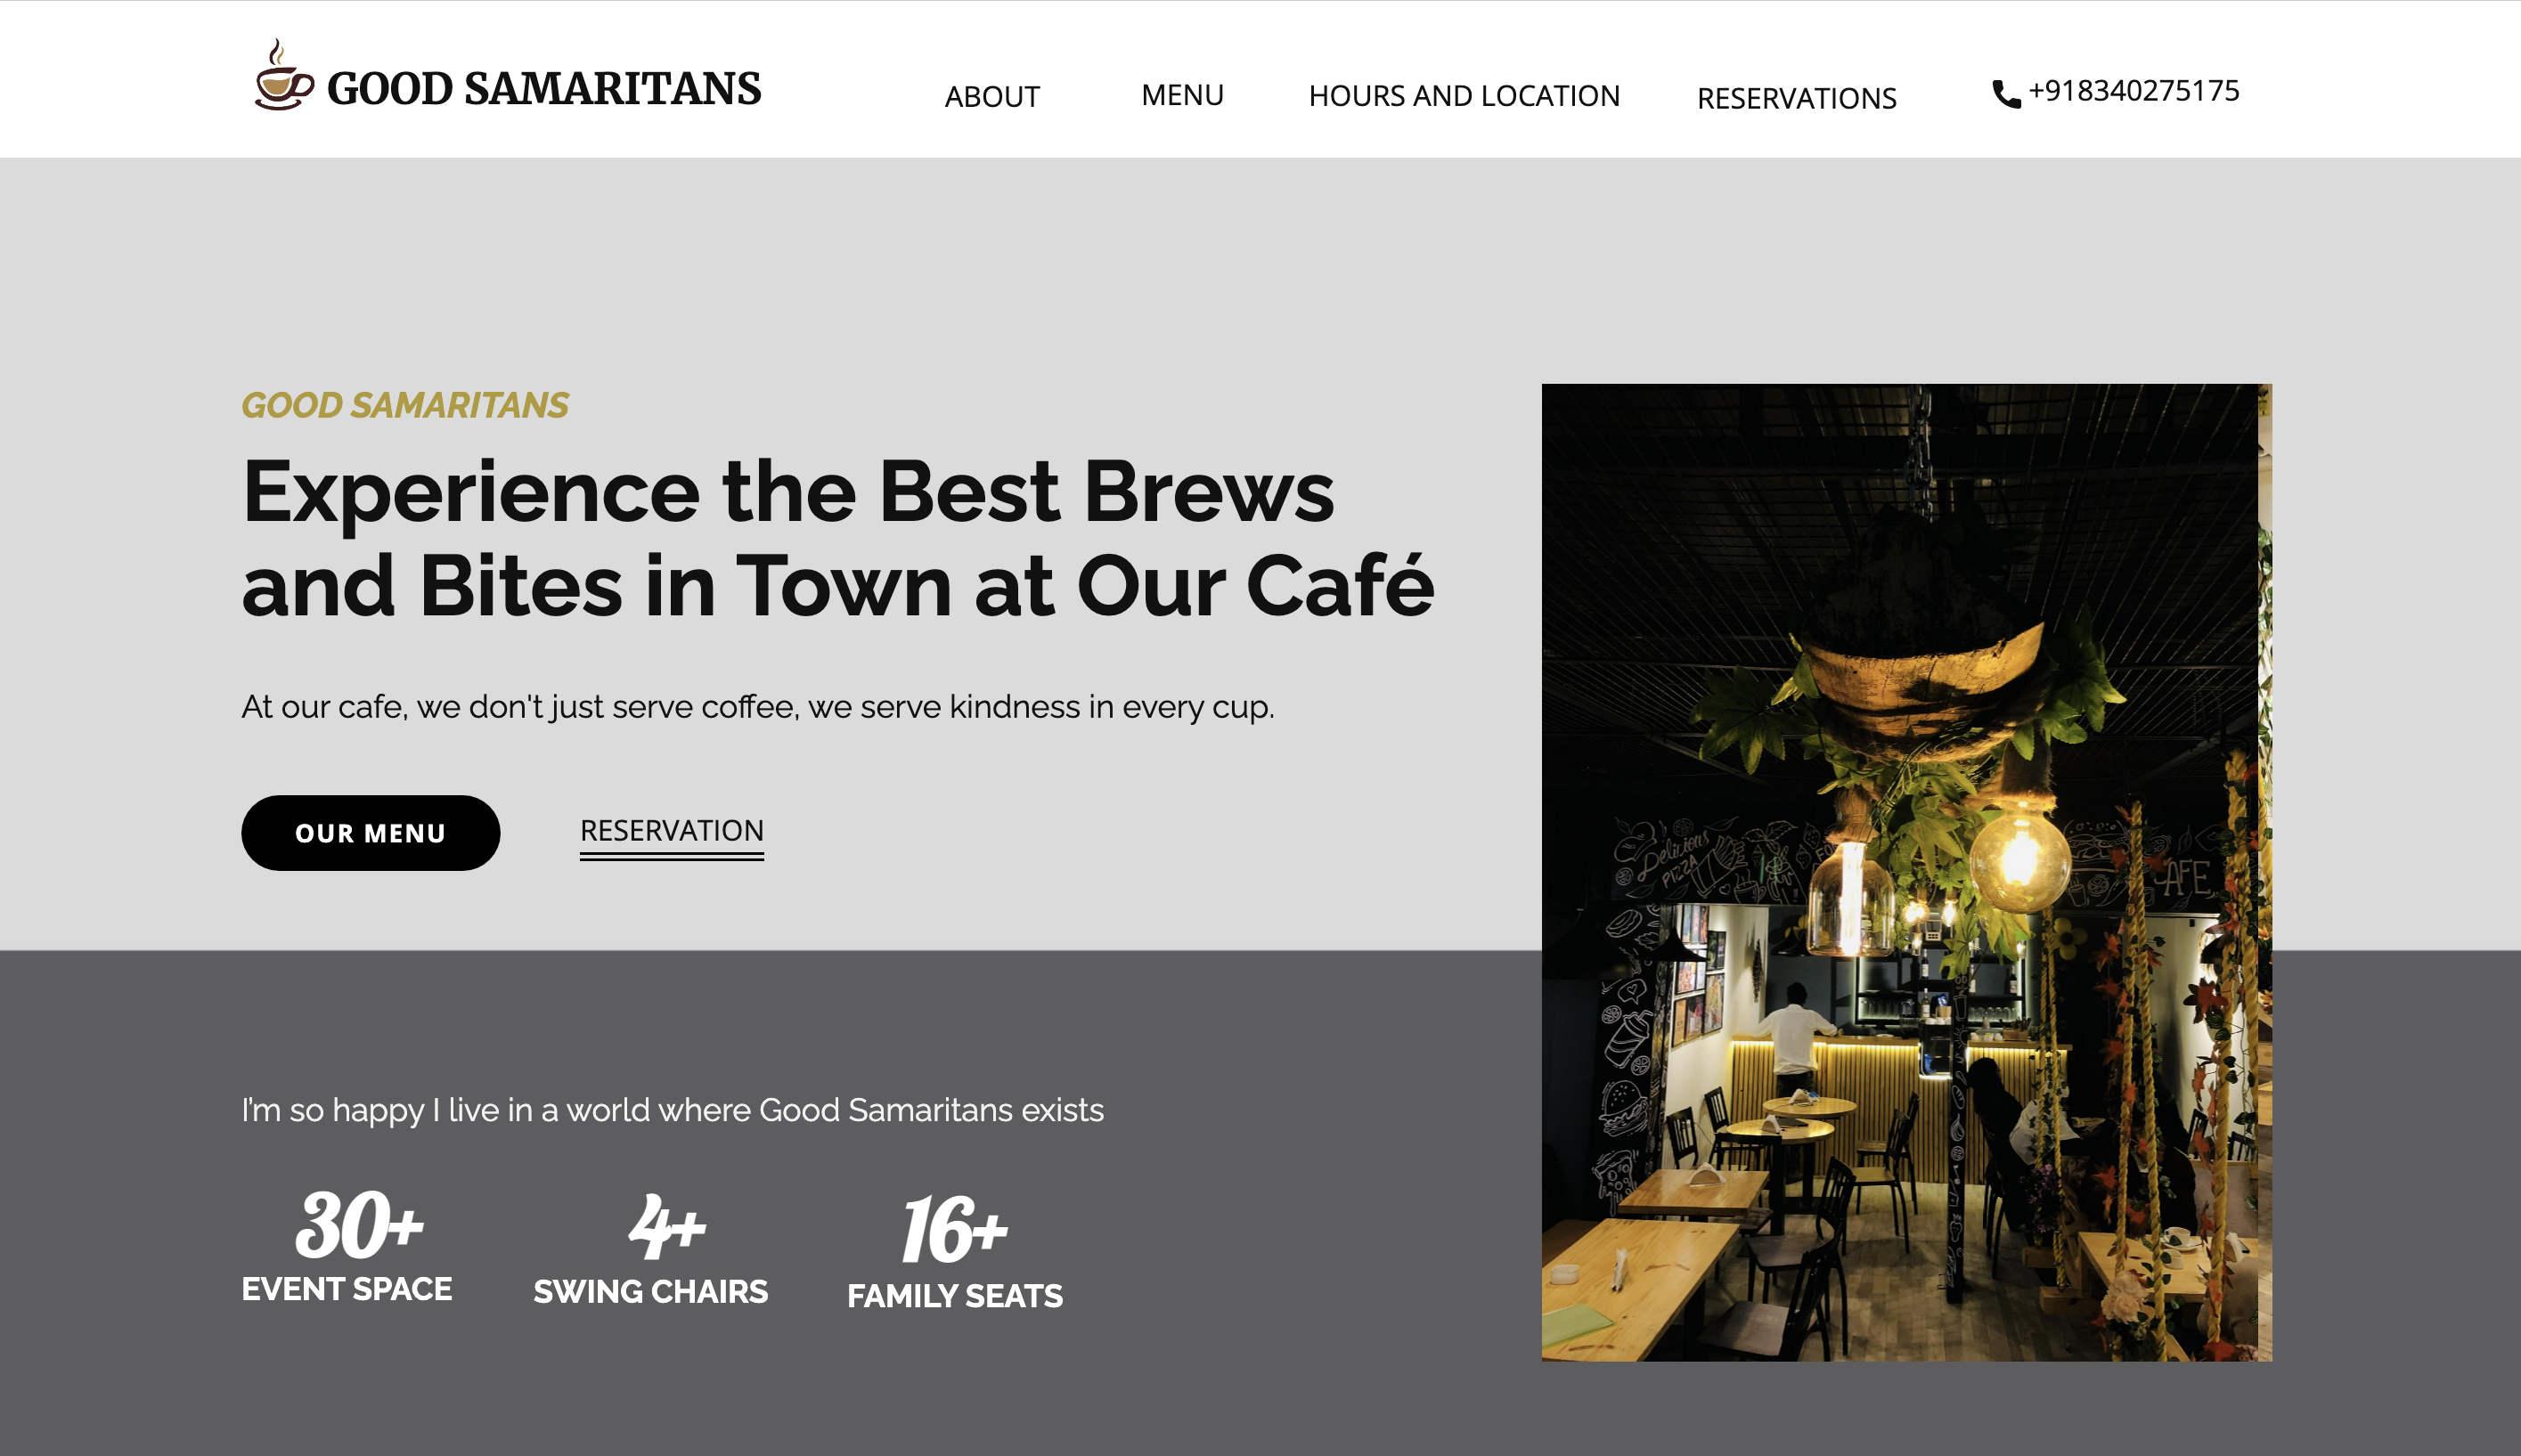 GOOD SAMARITANS
ABOUT
MENU
HOURS AND LOCATION
RESERVATIONS
+918340275175
GOOD SAMARITANS
Experience the Best Brews
and Bites in Town at Our Café
At our cafe, we don't just serve coffee, we serve kindness in every cup.
OUR MENU
RESERVATION
Delicious
PIZZA
CAFE
I'm so happy I live in a world where Good Samaritans exists
30+
EVENT SPACE
4+
SWING CHAIRS
16+
FAMILY SEATS